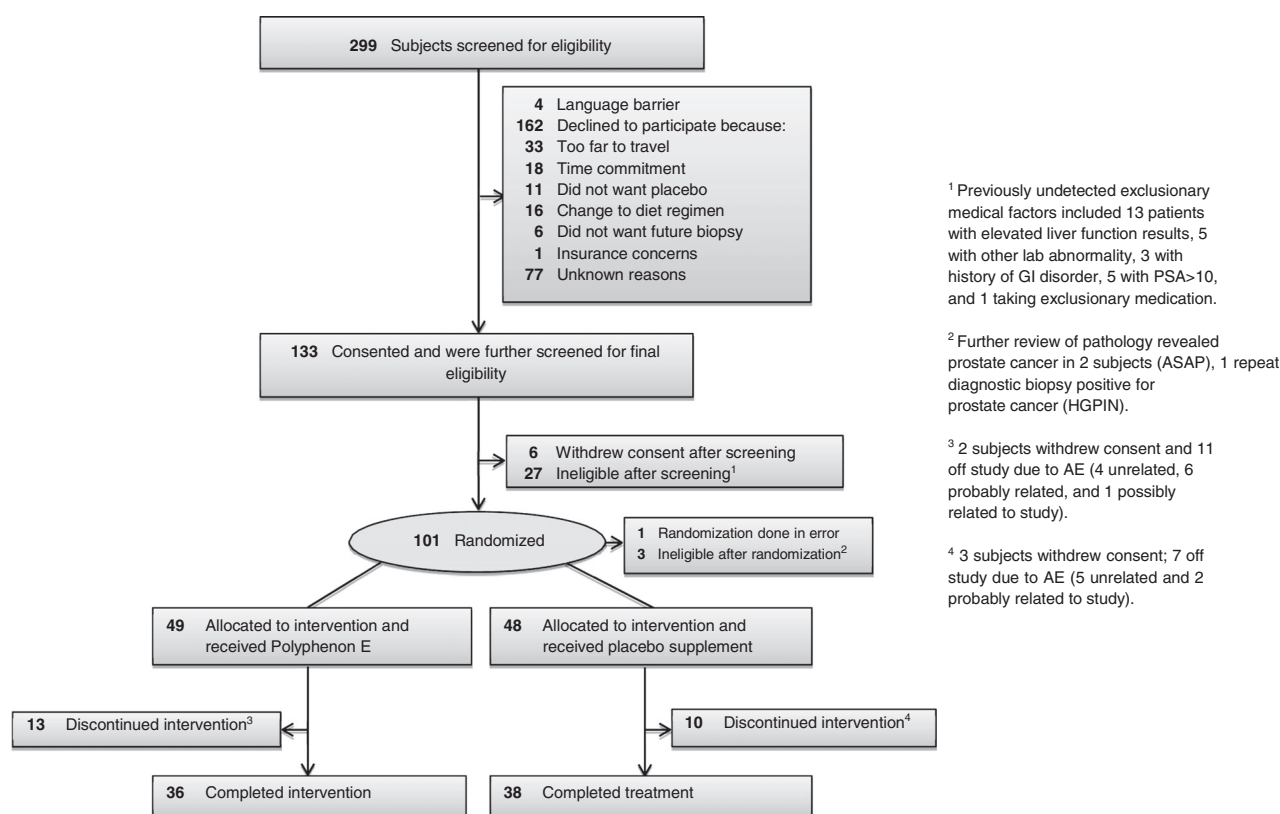 299 Subjects screened for eligibility
4 Language barrier
162 Declined to participate because:
33 Too far to travel
18 Time commitment
11 Did not want placebo
16 Change to diet regimen
6 Did not want future biopsy
1 Insurance concerns
77 Unknown reasons
133 Consented and were further screened for final
eligibility
6 Withdrew consent after screening
27 Ineligible after screening¹
101 Randomized
1 Randomization done in error
3 Ineligible after randomization²
49 Allocated to intervention and
received Polyphenon E
48 Allocated to intervention and
received placebo supplement
13 Discontinued intervention³
10 Discontinued intervention⁴
36 Completed intervention
38 Completed treatment
¹ Previously undetected exclusionary
medical factors included 13 patients
with elevated liver function results, 5
with other lab abnormality, 3 with
history of GI disorder, 5 with PSA>10,
and 1 taking exclusionary medication.
² Further review of pathology revealed
prostate cancer in 2 subjects (ASAP), 1 repeat
diagnostic biopsy positive for
prostate cancer (HGPIN).
³ 2 subjects withdrew consent and 11
off study due to AE (4 unrelated, 6
probably related, and 1 possibly
related to study).
⁴ 3 subjects withdrew consent; 7 off
study due to AE (5 unrelated and 2
probably related to study).